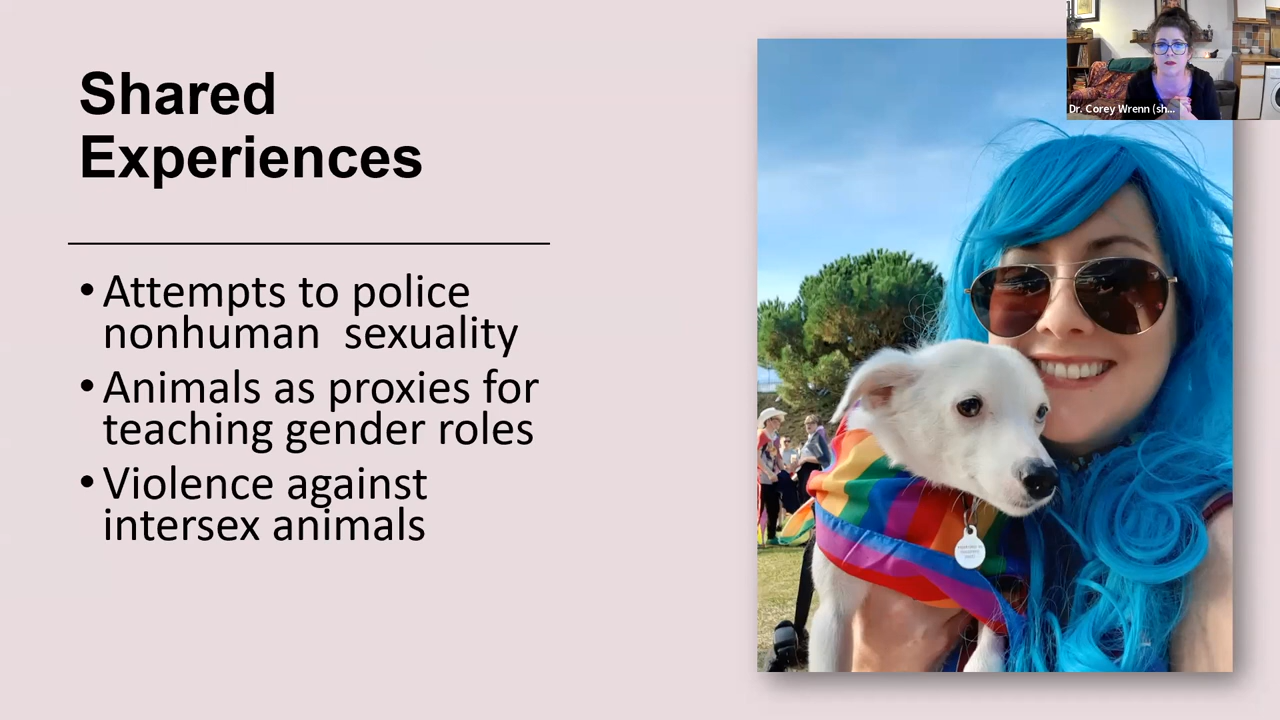 Dr. Corey Wrenn (sh...
Shared
Experiences
• Attempts to police
nonhuman  sexuality
• Animals as proxies for
teaching gender roles
• Violence against
intersex animals